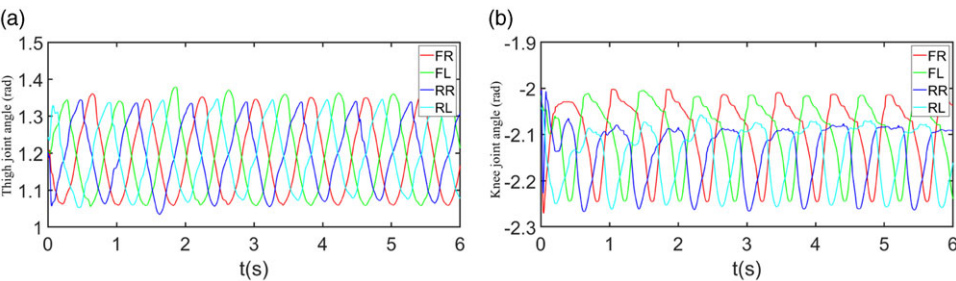 (a)
1.5
1.4
1.3
1.2
1.1
1
Thigh joint angle (rad)
0 1 2 3 4 5 6
t(s)
FR
FL
RR
RL
(b)
-1.9
-2
-2.1
-2.2
-2.3
Knee joint angle (rad)
0 1 2 3 4 5 6
t(s)
FR
FL
RR
RL